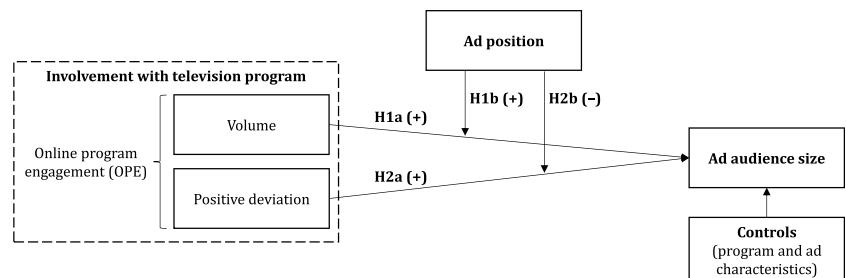 Ad position
Involvement with television program
H1b (+)
H2b (−)
Volume
H1a (+)
Online program
engagement (OPE)
Ad audience size
Positive deviation
H2a (+)
Controls
(program and ad
characteristics)